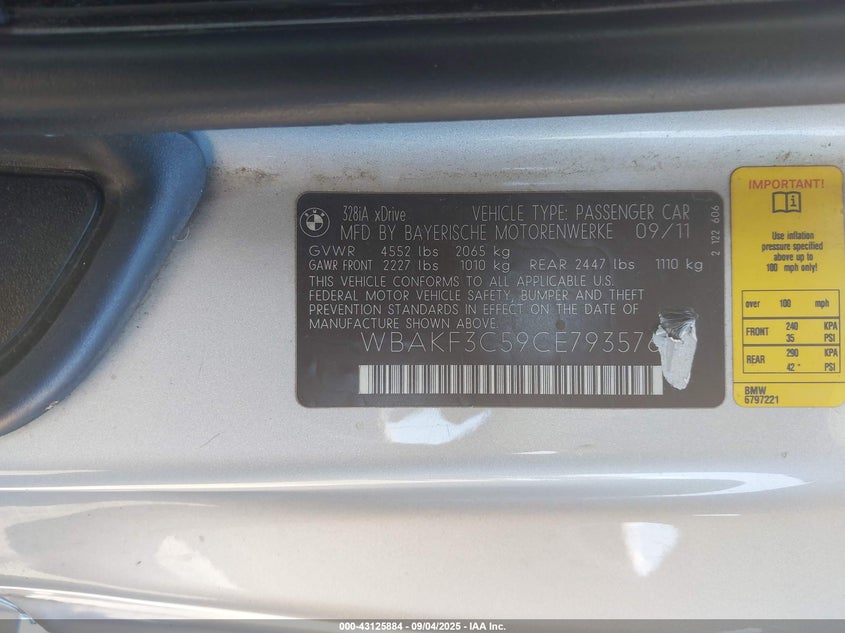 BMW
328iA xDrive VEHICLE TYPE: PASSENGER CAR
MFD BY BAYERISCHE MOTORENWERKE 09/11
GVWR 4552 lbs 2065 kg
GAWR FRONT 2227 lbs 1010 kg REAR 2447 lbs 1110 kg
THIS VEHICLE CONFORMS TO ALL APPLICABLE U.S.
FEDERAL MOTOR VEHICLE SAFETY, BUMPER AND THEFT
PREVENTION STANDARDS IN EFFECT ON THE DATE OF
MANUFACTURE SHOWN ABOVE.
WBAKF3C59CE793576
2 122 606
IMPORTANT!
Use inflation
pressure specified
above up to
100 mph only!
over 100 mph
FRONT 240 KPA
35 PSI
REAR 290 KPA
42 PSI
BMW
6797221
000-43125884 | 09/04/2025 - IAA Inc.